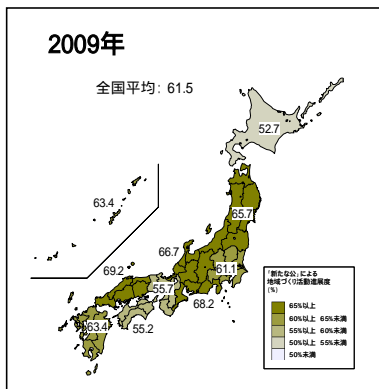 2009年
全国平均: 61.5
52.7
63.4
65.7
66.7
61.1
69.2
55.7
68.2
63.4
55.2
「新たな公」による
地域づくり活動進展度
(%)
65%以上
60%以上 65%未満
55%以上 60%未満
50%以上 55%未満
50%未満